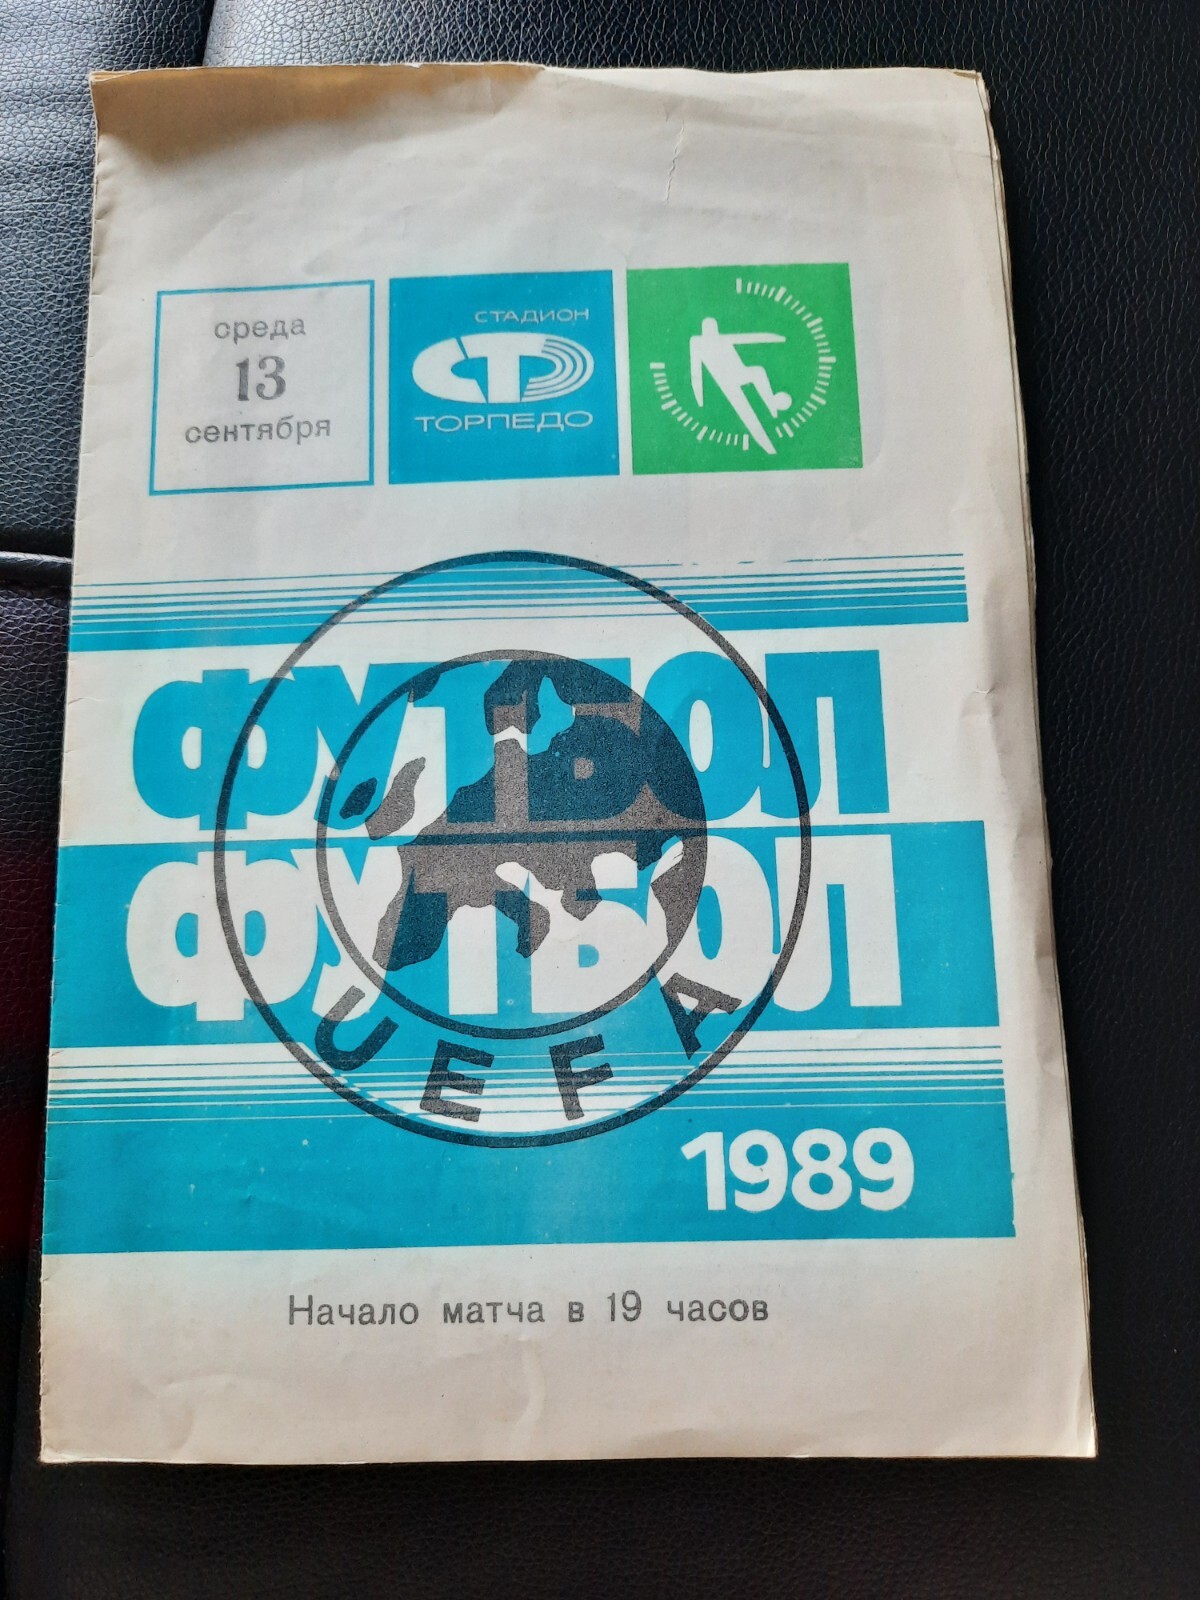 среда
13
сентября
СТАДИОН
СТ
ТОРПЕДО
ФУТБОЛ
ФУТБОЛ
UEFA
1989
Начало матча в 19 часов